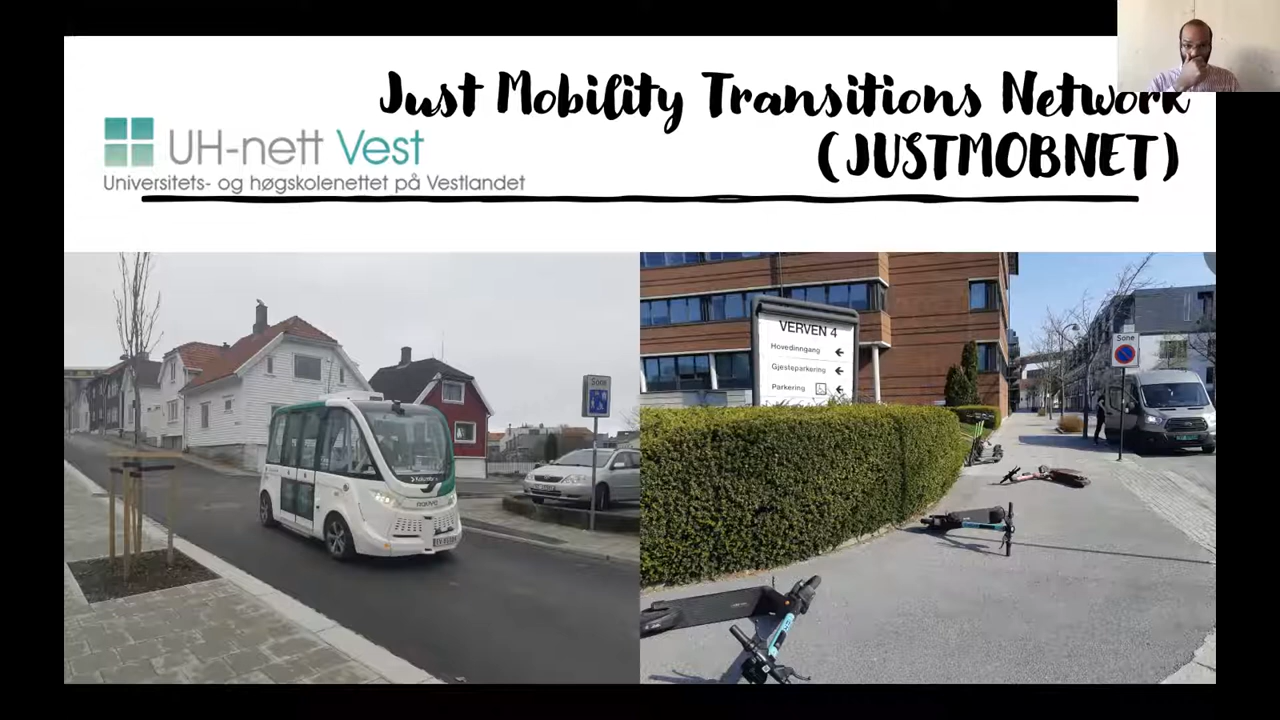 Just Mobility Transitions Network
(JUSTMOBNET)
UH-nett Vest
Universitets- og høgskolenettet på Vestlandet
Sone
VERVEN 4
Hovedinngang
Gjesteparkering
Parkering
Sone